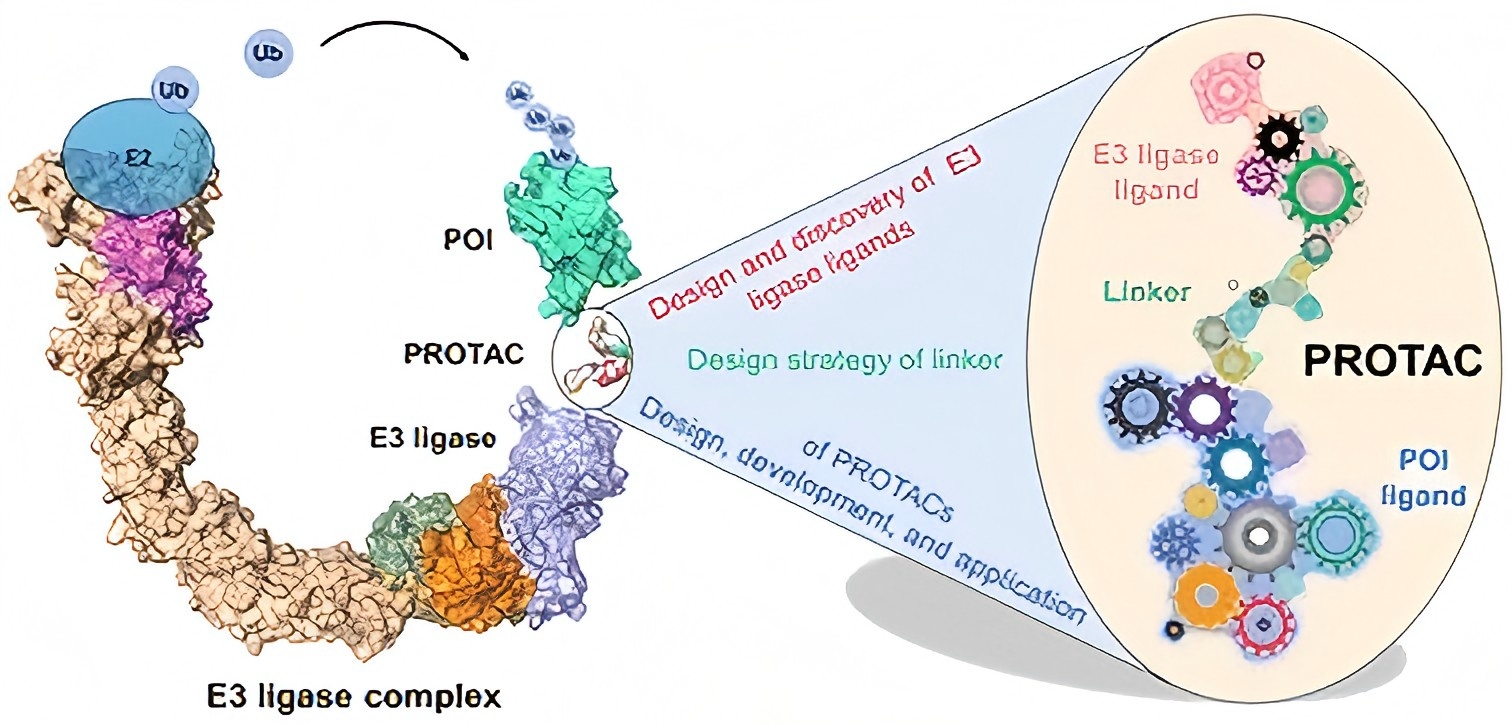 Ub
Ub
E2
POI
PROTAC
E3 ligase
E3 ligase complex
Design and discovery of E3
ligase ligands
Design strategy of linker
of PROTACs
Design, development, and application
E3 ligase
ligand
Linker
PROTAC
POI
ligand